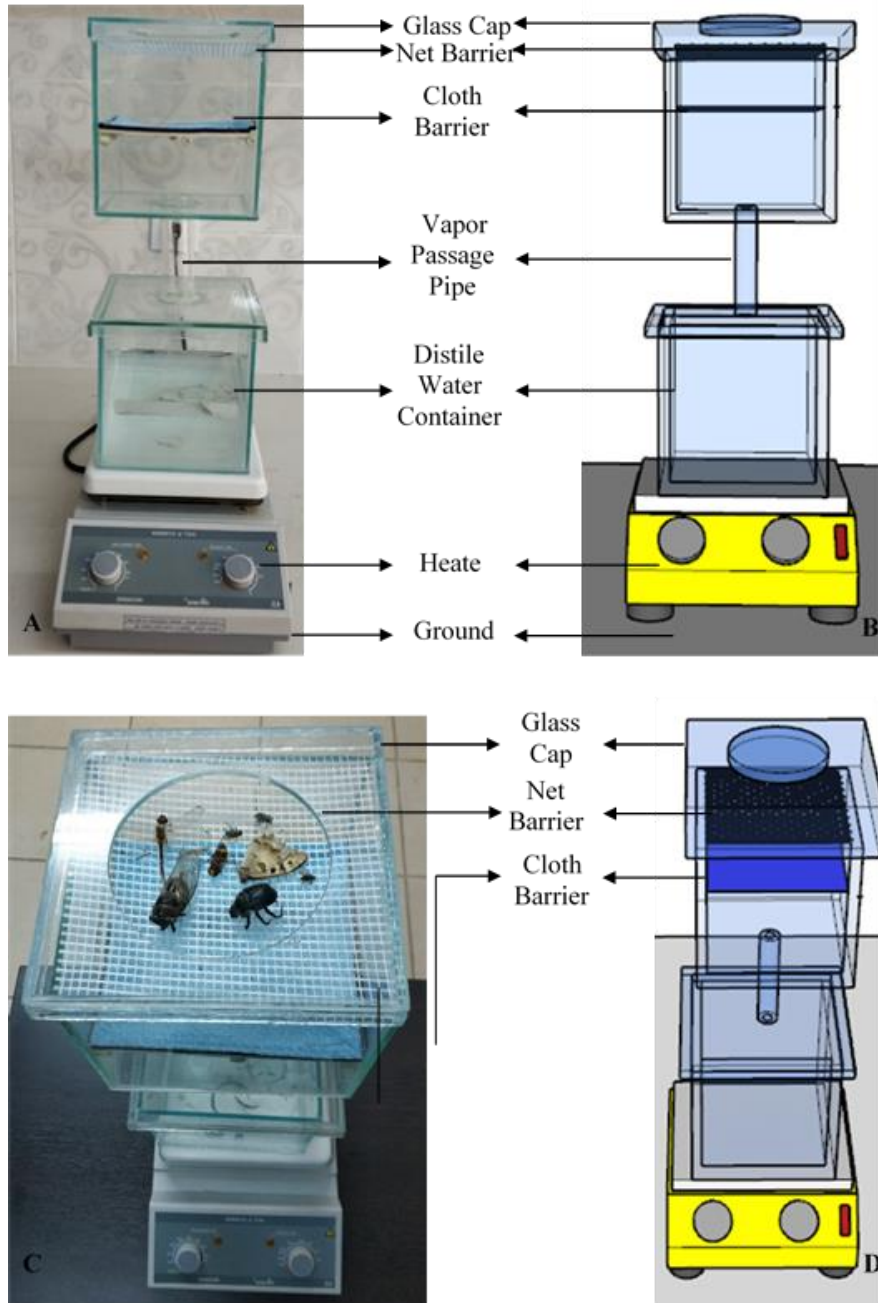 Glass Cap
Net Barrier
Cloth
Barrier
Vapor
Passage
Pipe
Distile
Water
Container
Heate
Ground
A
B
Glass
Cap
Net
Barrier
Cloth
Barrier
C
D